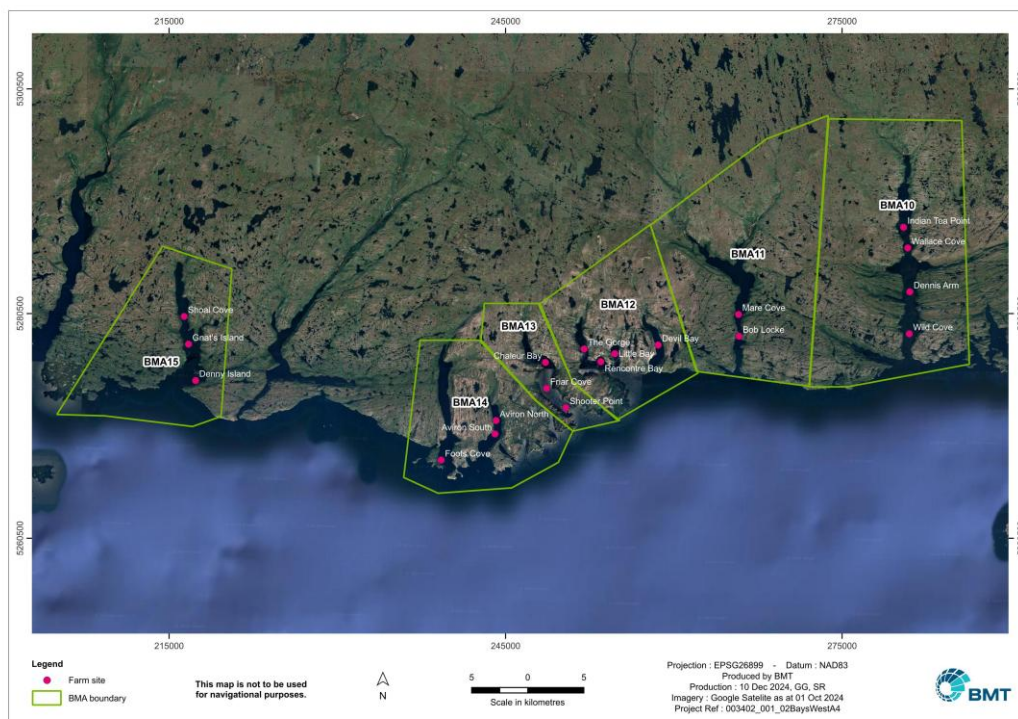 215000
245000
275000
5300500
BMA10
Indian Tea Point
Wallace Cove
BMA11
Dennis Arm
BMA12
Shoal Cove
Mare Cove
5280500
BMA13
Wild Cove
Bob Locke
Gnat's Island
The Gorge
Devil Bay
Little Bay
BMA15
Chaleur Bay
Rencontre Bay
Denny Island
Friar Cove
BMA14
Shooter Point
Aviron North
Aviron South
Foots Cove
5260500
215000
245000
275000
Legend
Farm site
BMA boundary
This map is not to be used
for navigational purposes.
N
5 0 5
Scale in kilometres
Projection : EPSG26899 - Datum : NAD83
Produced by BMT
Production : 10 Dec 2024, GG, SR
Imagery : Google Satelite as at 01 Oct 2024
Project Ref : 003402_001_02BaysWestA4
BMT